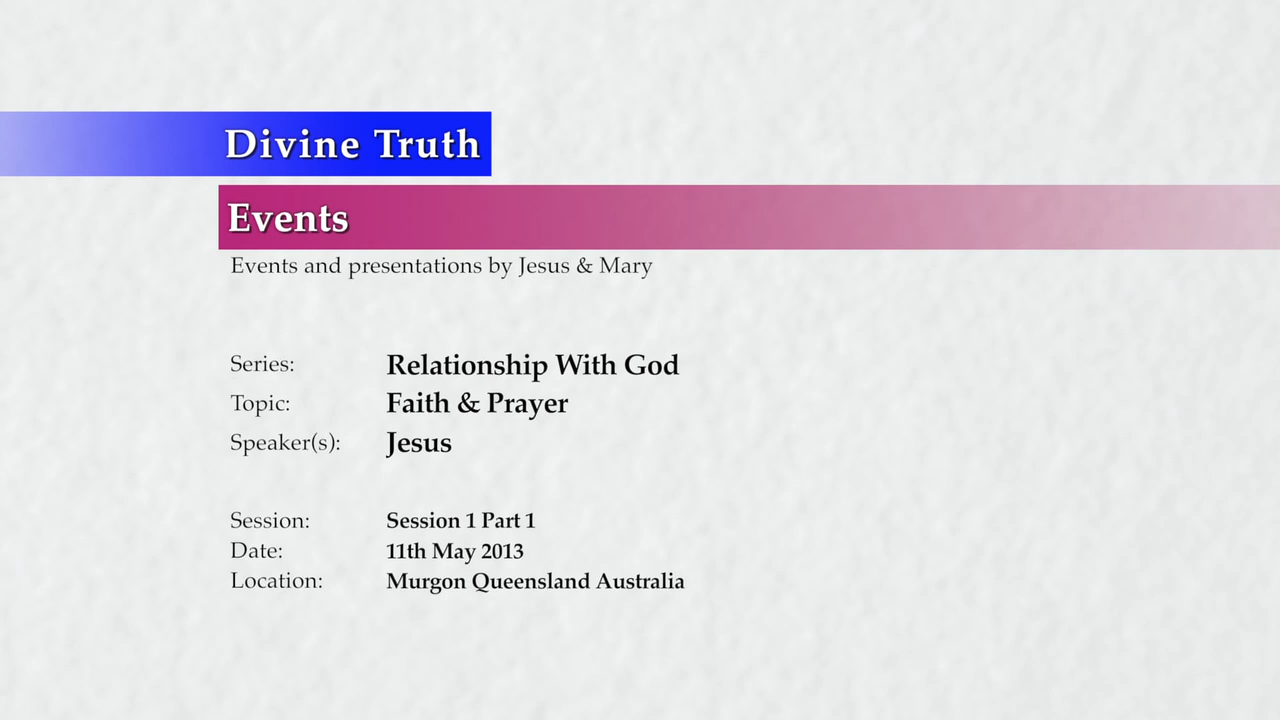 Divine Truth
Events
Events and presentations by Jesus & Mary
Series: Relationship With God
Topic: Faith & Prayer
Speaker(s): Jesus
Session: Session 1 Part 1
Date: 11th May 2013
Location: Murgon Queensland Australia